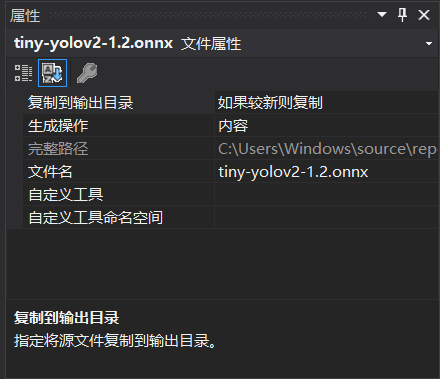 属性
tiny-yolov2-1.2.onnx 文件属性
复制到输出目录 如果较新则复制
生成操作 内容
完整路径 C:\Users\Windows\source\rep
文件名 tiny-yolov2-1.2.onnx
自定义工具
自定义工具命名空间
复制到输出目录
指定将源文件复制到输出目录。